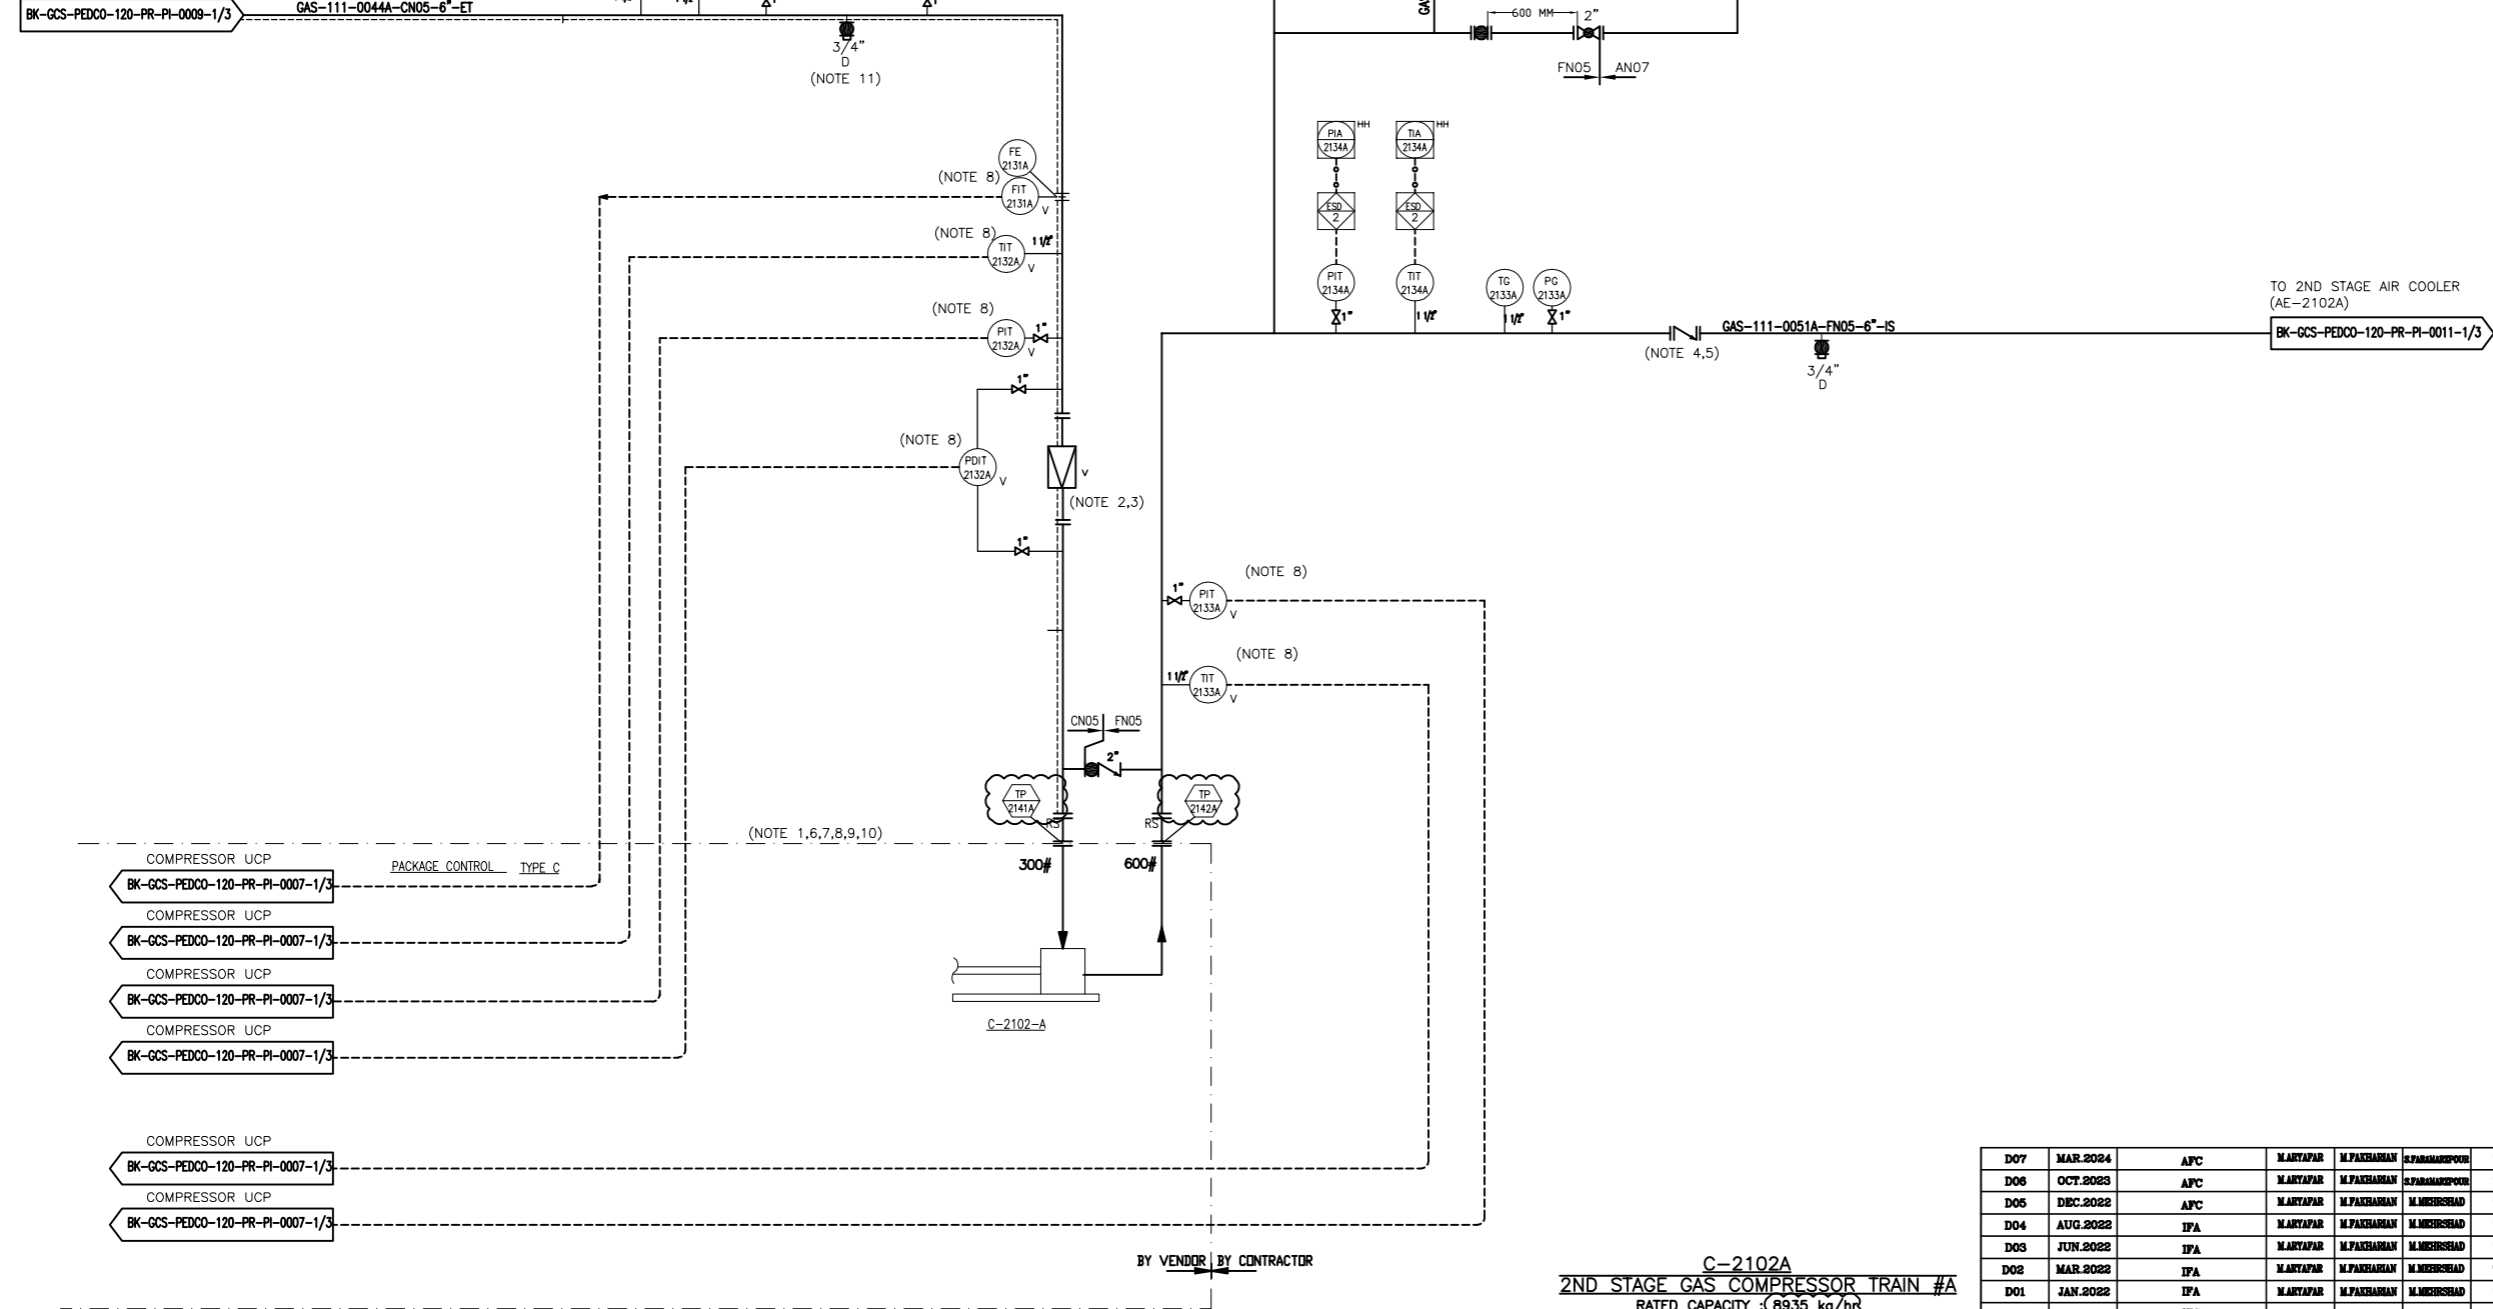 BK-GCS-PEDCO-120-PR-PI-0009-1/3
GAS-111-0044A-CN05-6"-ET
3/4"
D
(NOTE 11)
600 MM
2"
FN05
AN07
PIA
2134A
HH
TIA
2134A
HH
ESD
2
ESD
2
PIT
2134A
1"
TIT
2134A
1 1/2"
TG
2133A
1 1/2"
PG
2133A
1"
FE
2131A
(NOTE 8)
FIT
2131A
V
(NOTE 8)
TIT
2132A
V
1 1/2"
(NOTE 8)
PIT
2132A
V
1"
1"
(NOTE 8)
PDIT
2132A
V
V
(NOTE 2,3)
1"
GAS-111-0051A-FN05-6"-IS
(NOTE 4,5)
3/4"
D
TO 2ND STAGE AIR COOLER
(AE-2102A)
BK-GCS-PEDCO-120-PR-PI-0011-1/3
(NOTE 8)
1"
PIT
2133A
V
(NOTE 8)
1 1/2"
TIT
2133A
V
CN05
FN05
2"
TP
2141A
TP
2142A
RS
RS
(NOTE 1,6,7,8,9,10)
300#
600#
COMPRESSOR UCP
BK-GCS-PEDCO-120-PR-PI-0007-1/3
PACKAGE CONTROL TYPE C
COMPRESSOR UCP
BK-GCS-PEDCO-120-PR-PI-0007-1/3
COMPRESSOR UCP
BK-GCS-PEDCO-120-PR-PI-0007-1/3
COMPRESSOR UCP
BK-GCS-PEDCO-120-PR-PI-0007-1/3
C-2102-A
COMPRESSOR UCP
BK-GCS-PEDCO-120-PR-PI-0007-1/3
COMPRESSOR UCP
BK-GCS-PEDCO-120-PR-PI-0007-1/3
BY VENDOR BY CONTRACTOR
C-2102A
2ND STAGE GAS COMPRESSOR TRAIN #A
RATED CAPACITY : 8935 kg/hr
D07 MAR.2024 AFC M.ARYAFAR M.FAKHARIAN S.FARAMARZPOUR
D06 OCT.2023 AFC M.ARYAFAR M.FAKHARIAN S.FARAMARZPOUR
D05 DEC.2022 AFC M.ARYAFAR M.FAKHARIAN M.MEHRSHAD
D04 AUG.2022 IFA M.ARYAFAR M.FAKHARIAN M.MEHRSHAD
D03 JUN.2022 IFA M.ARYAFAR M.FAKHARIAN M.MEHRSHAD
D02 MAR.2022 IFA M.ARYAFAR M.FAKHARIAN M.MEHRSHAD
D01 JAN.2022 IFA M.ARYAFAR M.FAKHARIAN M.MEHRSHAD